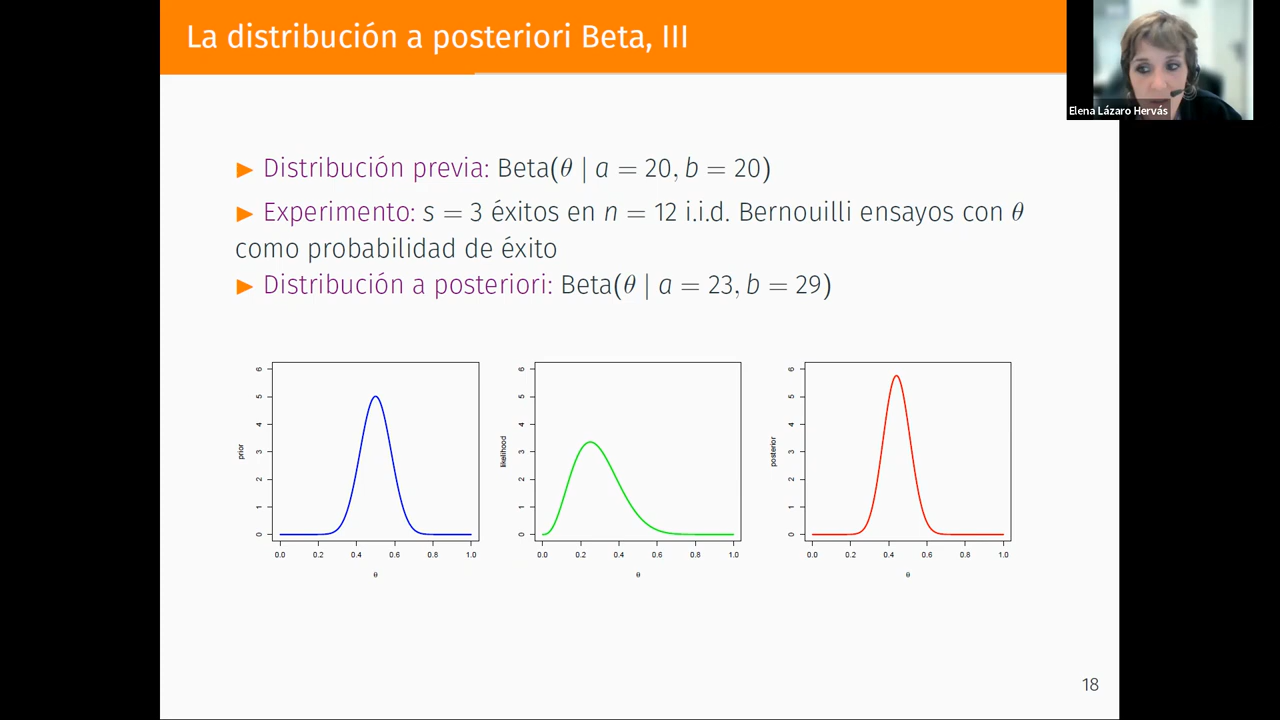 La distribución a posteriori Beta, III
Elena Lázaro Hervás
► Distribución previa: Beta(θ | a = 20, b = 20)
► Experimento: s = 3 éxitos en n = 12 i.i.d. Bernouilli ensayos con θ
como probabilidad de éxito
► Distribución a posteriori: Beta(θ | a = 23, b = 29)
prior
0 1 2 3 4 5 6
0.0 0.2 0.4 0.6 0.8 1.0
θ
likelihood
0 1 2 3 4 5 6
0.0 0.2 0.4 0.6 0.8 1.0
θ
posterior
0 1 2 3 4 5 6
0.0 0.2 0.4 0.6 0.8 1.0
θ
18